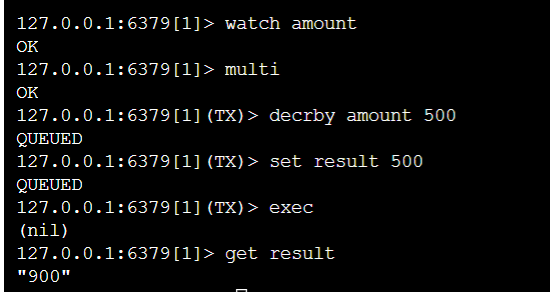 127.0.0.1:6379[1]> watch amount
OK
127.0.0.1:6379[1]> multi
OK
127.0.0.1:6379[1](TX)> decrby amount 500
QUEUED
127.0.0.1:6379[1](TX)> set result 500
QUEUED
127.0.0.1:6379[1](TX)> exec
(nil)
127.0.0.1:6379[1]> get result
"900"